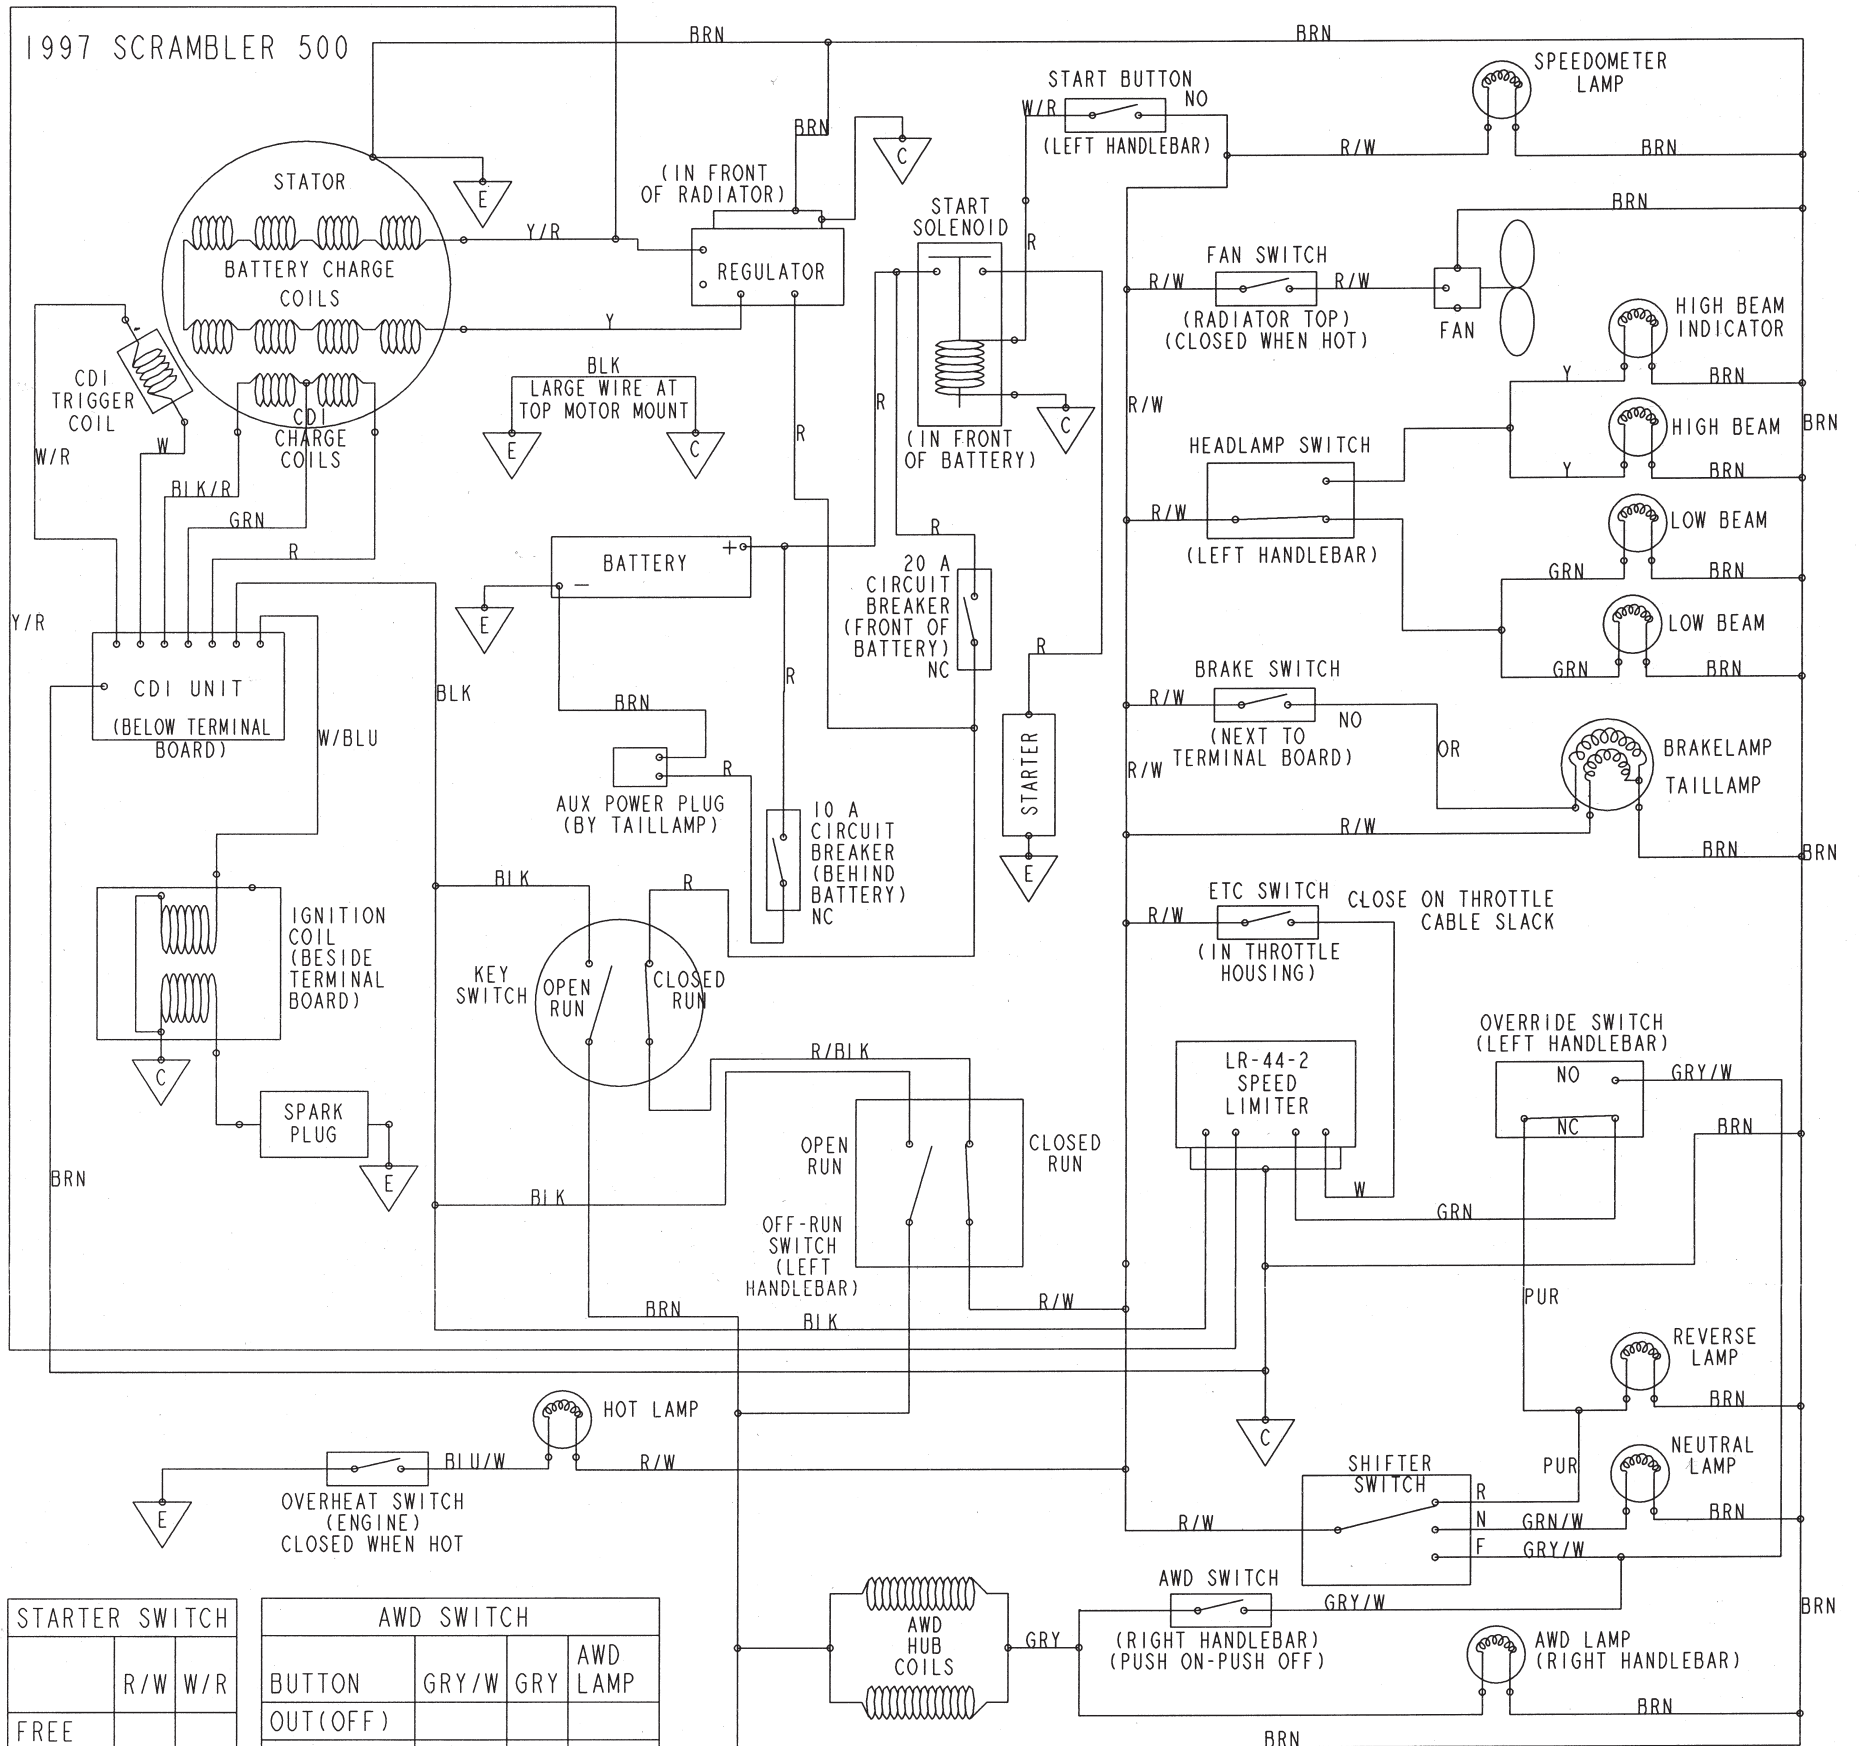 1997 SCRAMBLER 500
BRN
BRN
SPEEDOMETER
LAMP
START BUTTON
NO
W/R
(LEFT HANDLEBAR)
R/W
BRN
BRN
C
STATOR
E
(IN FRONT
OF RADIATOR)
START
SOLENOID
BRN
Y/R
R
BATTERY CHARGE
COILS
REGULATOR
FAN SWITCH
R/W
R/W
(RADIATOR TOP)
(CLOSED WHEN HOT)
FAN
HIGH BEAM
INDICATOR
Y
BLK
LARGE WIRE AT
TOP MOTOR MOUNT
E
C
CDI
TRIGGER
COIL
CDI
CHARGE
COILS
R
R
(IN FRONT
OF BATTERY)
C
R/W
Y
BRN
HIGH BEAM
BRN
HEADLAMP SWITCH
Y
BRN
W/R
W
BLK/R
GRN
R
R/W
(LEFT HANDLEBAR)
LOW BEAM
R
BATTERY
+
-
E
20 A
CIRCUIT
BREAKER
(FRONT OF
BATTERY)
NC
GRN
BRN
LOW BEAM
Y/R
R
R
GRN
BRN
CDI UNIT
(BELOW TERMINAL
BOARD)
BLK
W/BLU
BRN
BRAKE SWITCH
R/W
NO
(NEXT TO
TERMINAL BOARD)
R/W
OR
BRAKELAMP
TAILLAMP
R
AUX POWER PLUG
(BY TAILLAMP)
STARTER
E
10 A
CIRCUIT
BREAKER
(BEHIND
BATTERY)
NC
R/W
BRN
BRN
BLK
R
ETC SWITCH
CLOSE ON THROTTLE
CABLE SLACK
R/W
(IN THROTTLE
HOUSING)
IGNITION
COIL
(BESIDE
TERMINAL
BOARD)
C
KEY
SWITCH
OPEN
RUN
CLOSED
RUN
OVERRIDE SWITCH
(LEFT HANDLEBAR)
NO
GRY/W
NC
BRN
R/BLK
LR-44-2
SPEED
LIMITER
SPARK
PLUG
E
OPEN
RUN
CLOSED
RUN
BRN
BLK
W
GRN
OFF-RUN
SWITCH
(LEFT
HANDLEBAR)
R/W
PUR
BRN
BLK
REVERSE
LAMP
BRN
HOT LAMP
C
BLU/W
R/W
E
OVERHEAT SWITCH
(ENGINE)
CLOSED WHEN HOT
SHIFTER
SWITCH
PUR
NEUTRAL
LAMP
R/W
R
N
F
GRN/W
GRY/W
BRN
AWD SWITCH
GRY/W
BRN
AWD
HUB
COILS
GRY
(RIGHT HANDLEBAR)
(PUSH ON-PUSH OFF)
AWD LAMP
(RIGHT HANDLEBAR)
BRN
BRN
STARTER SWITCH
R/W W/R
FREE
AWD SWITCH
BUTTON GRY/W GRY AWD LAMP
OUT(OFF)